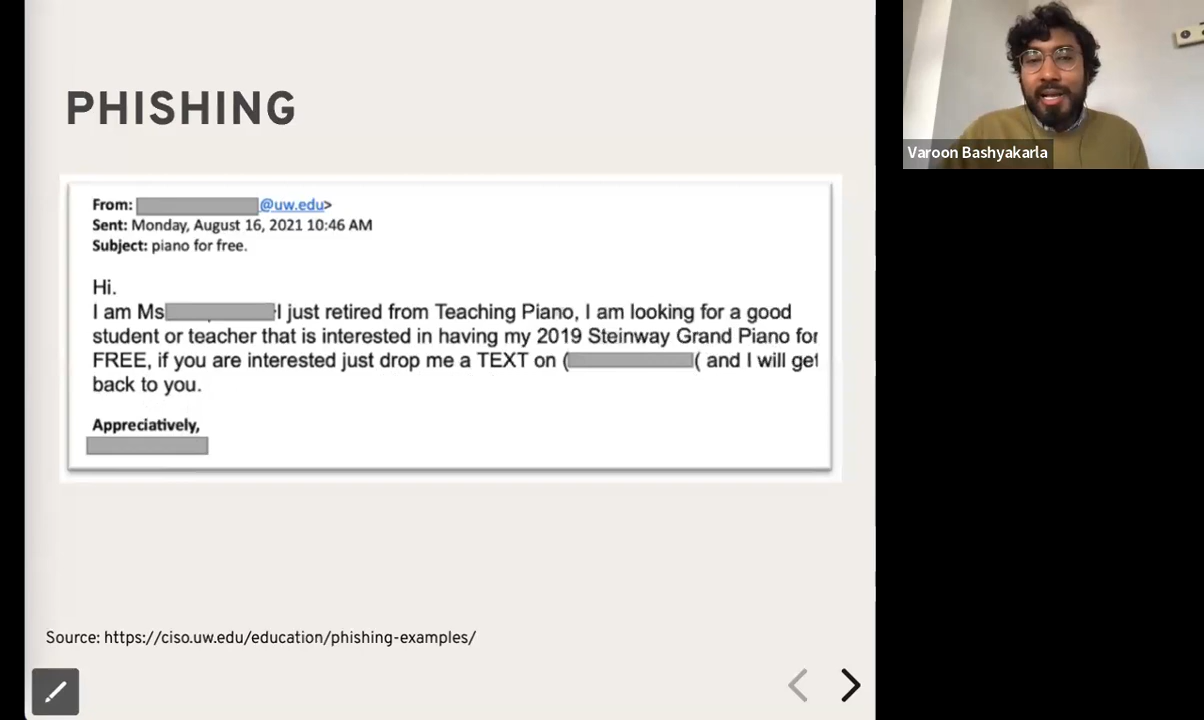 PHISHING
From: @uw.edu>
Sent: Monday, August 16, 2021 10:46 AM
Subject: piano for free.
Hi.
I am Ms I just retired from Teaching Piano, I am looking for a good
student or teacher that is interested in having my 2019 Steinway Grand Piano for
FREE, if you are interested just drop me a TEXT on ( ( and I will get
back to you.
Appreciatively,
Source: https://ciso.uw.edu/education/phishing-examples/
Varoon Bashyakarla